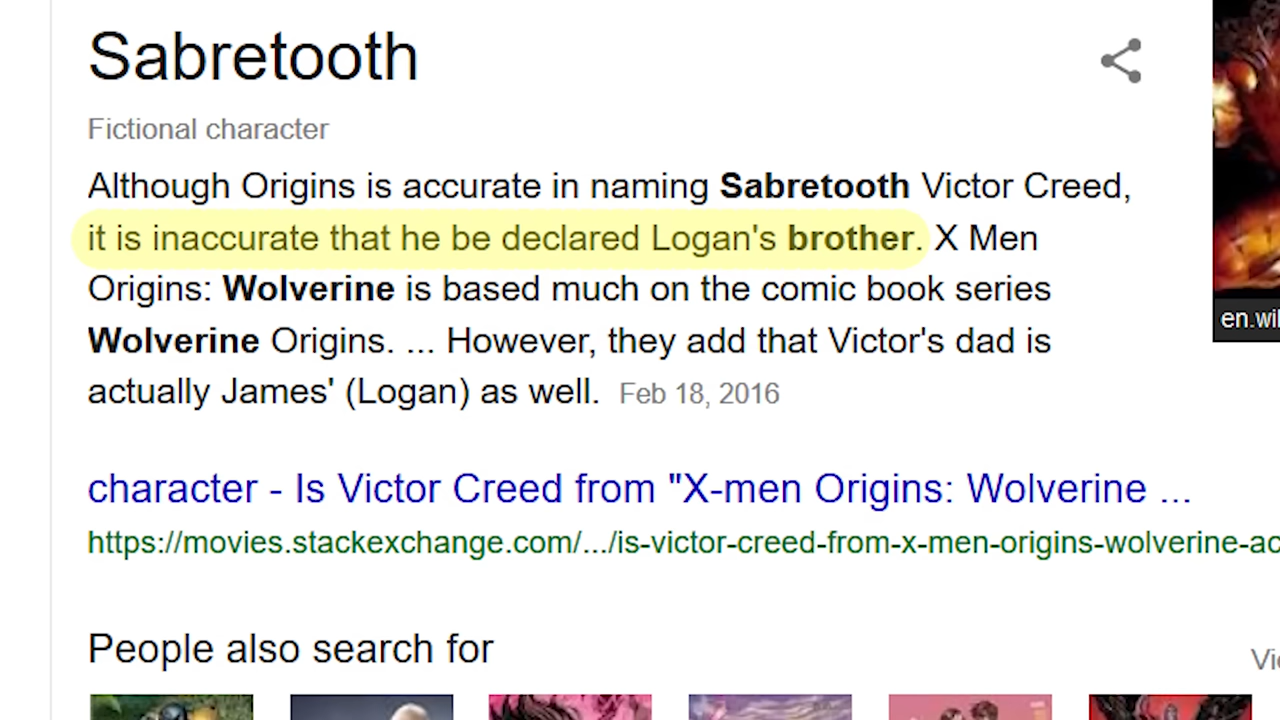 Sabretooth
Fictional character
Although Origins is accurate in naming Sabretooth Victor Creed,
it is inaccurate that he be declared Logan's brother. X Men
Origins: Wolverine is based much on the comic book series
Wolverine Origins. ... However, they add that Victor's dad is
actually James' (Logan) as well. Feb 18, 2016
en.wi
character - Is Victor Creed from "X-men Origins: Wolverine ...
https://movies.stackexchange.com/.../is-victor-creed-from-x-men-origins-wolverine-ac
People also search for